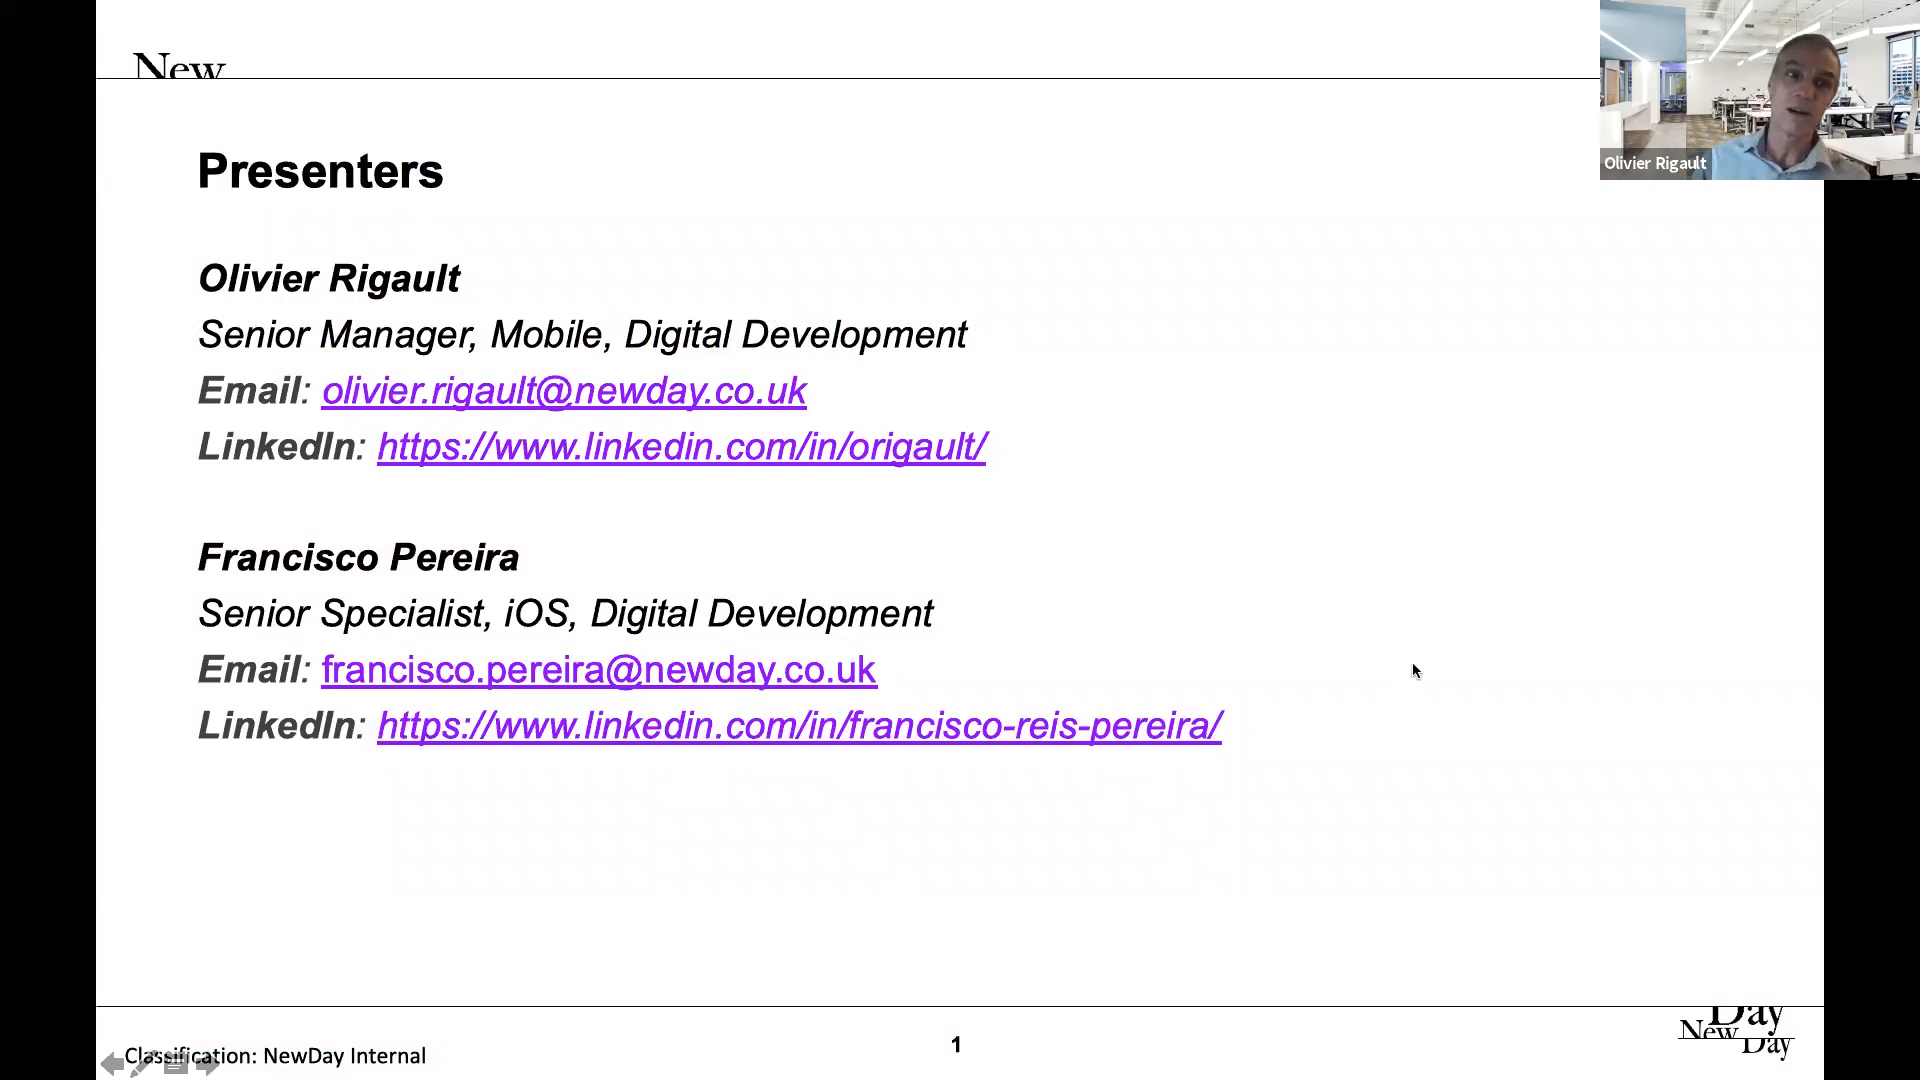 New
Olivier Rigault
Presenters
Olivier Rigault
Senior Manager, Mobile, Digital Development
Email: olivier.rigault@newday.co.uk
LinkedIn: https://www.linkedin.com/in/origault/
Francisco Pereira
Senior Specialist, iOS, Digital Development
Email: francisco.pereira@newday.co.uk
LinkedIn: https://www.linkedin.com/in/francisco-reis-pereira/
Classification: NewDay Internal
1
Day
New
Day